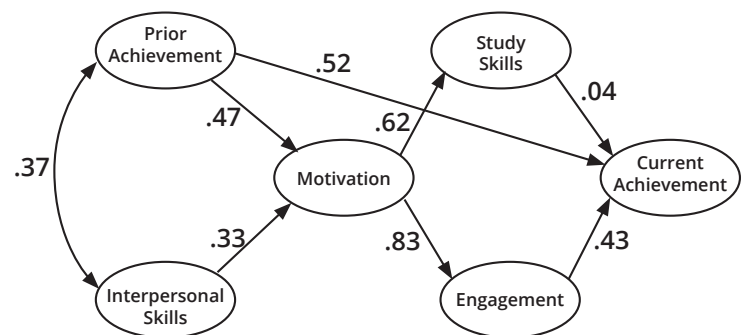 Prior
Achievement
Study
Skills
.52
.04
.47
.62
.37
Motivation
Current
Achievement
.33
.83
.43
Interpersonal
Skills
Engagement